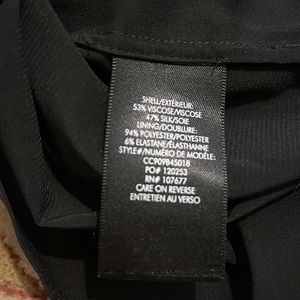 SHELL/EXTÉRIEUR:
53% VISCOSE/VISCOSE
47% SILK/SOIE
LINING/DOUBLURE:
94% POLYESTER/POLYESTER
6% ELASTANE/ÉLASTHANNE
STYLE#/NUMÉRO DE MODÈLE:
CC909845018
PO# 120253
RN# 107677
CARE ON REVERSE
ENTRETIEN AU VERSO